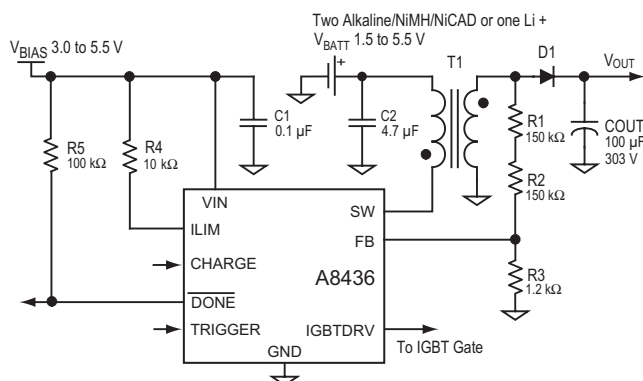 Two Alkaline/NiMH/NiCAD or one Li +
VBIAS 3.0 to 5.5 V
VBATT 1.5 to 5.5 V
+
T1
D1
VOUT
C1
0.1 µF
C2
4.7 µF
R1
150 kΩ
COUT
100 µF
303 V
R5
100 kΩ
R4
10 kΩ
R2
150 kΩ
VIN
SW
ILIM
FB
CHARGE
A8436
R3
1.2 kΩ
DONE
TRIGGER
IGBTDRV
To IGBT Gate
GND